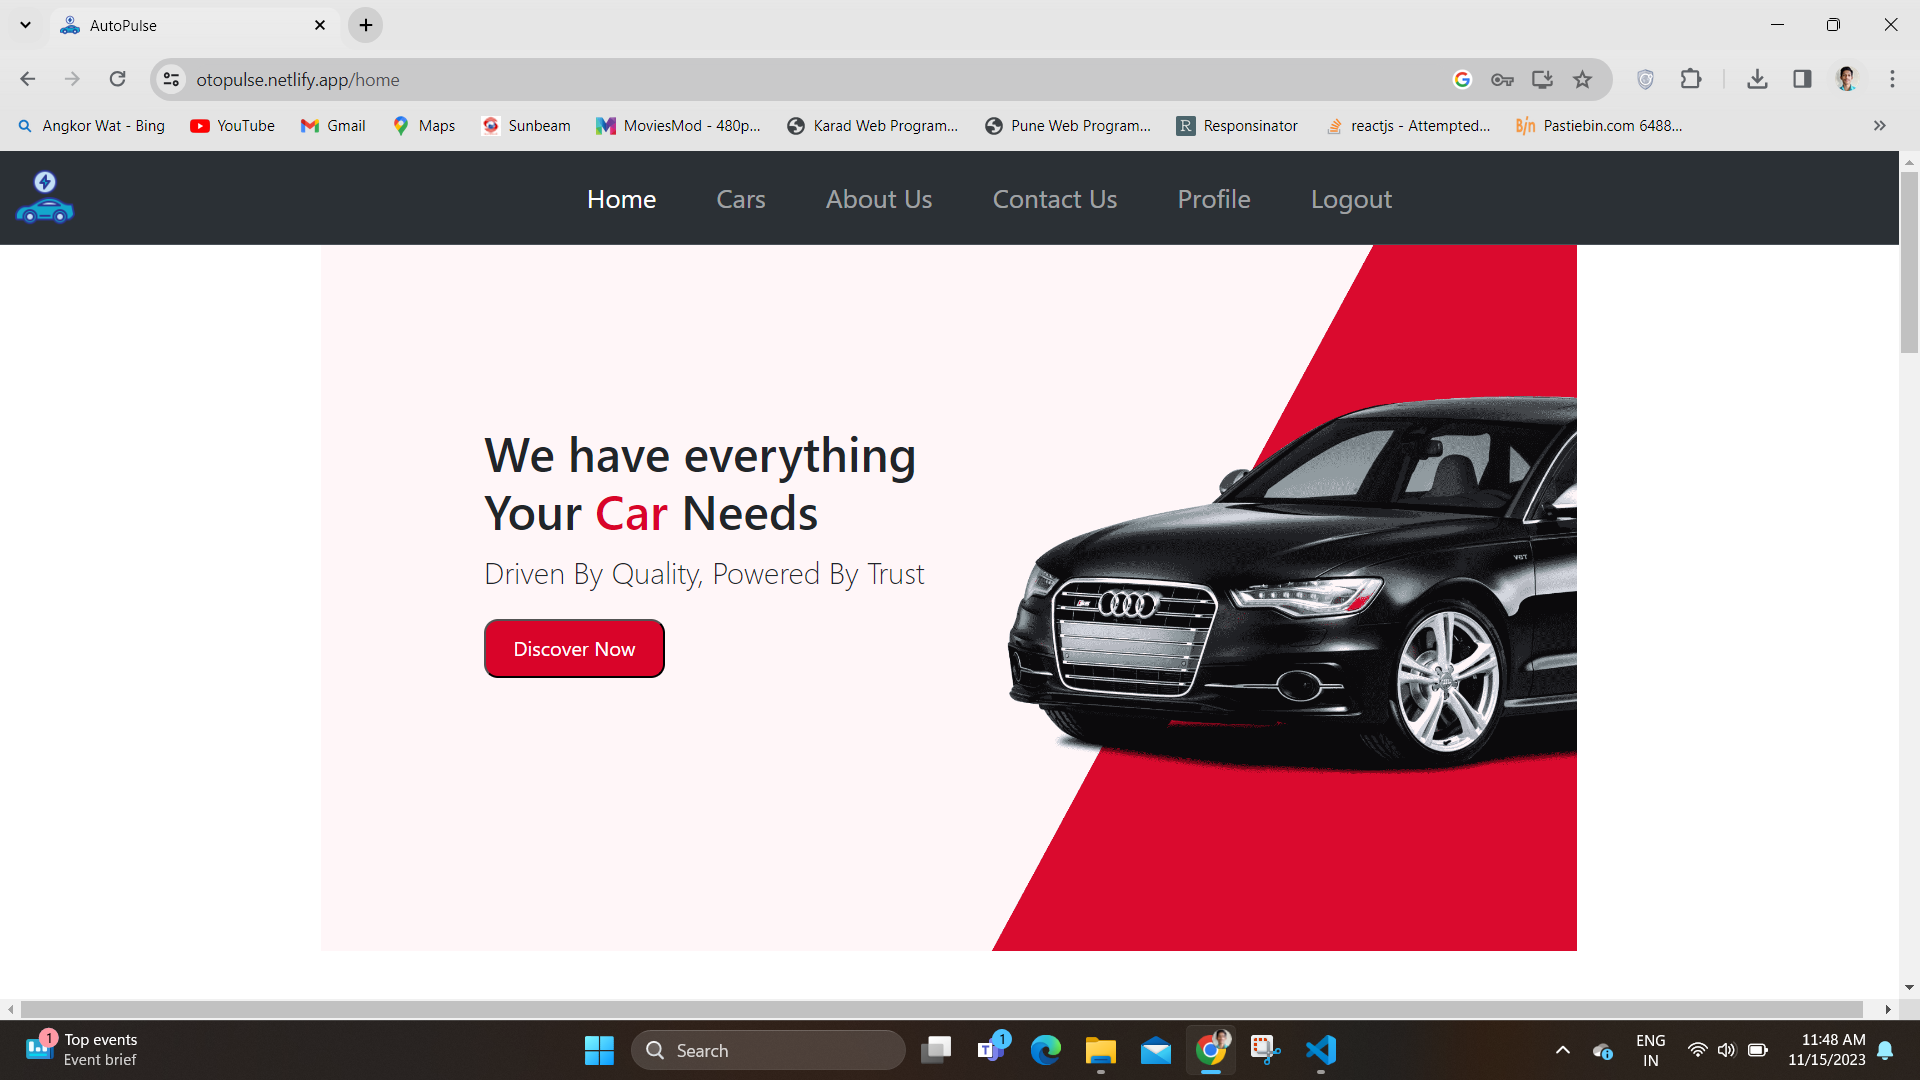 AutoPulse
otopulse.netlify.app/home
Angkor Wat - Bing YouTube Gmail Maps Sunbeam MoviesMod - 480p... Karad Web Program... Pune Web Program... R Responsinator reactjs - Attempted... Bin Pastiebin.com 6488...
Home Cars About Us Contact Us Profile Logout
We have everything
Your Car Needs
Driven By Quality, Powered By Trust
Discover Now
V6T
1
Top events
Event brief
Search
1
ENG
IN
11:48 AM
11/15/2023